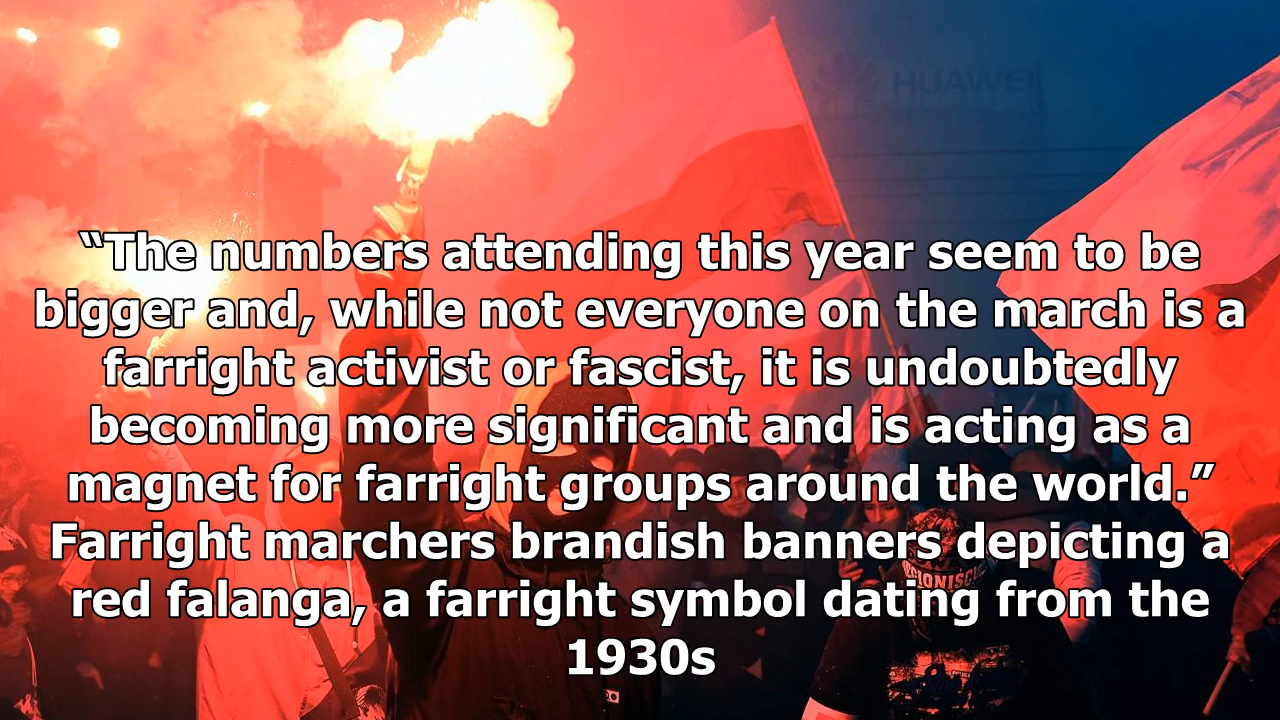 HUAWEI
“The numbers attending this year seem to be
bigger and, while not everyone on the march is a
farright activist or fascist, it is undoubtedly
becoming more significant and is acting as a
magnet for farright groups around the world.”
Farright marchers brandish banners depicting a
red falanga, a farright symbol dating from the
1930s